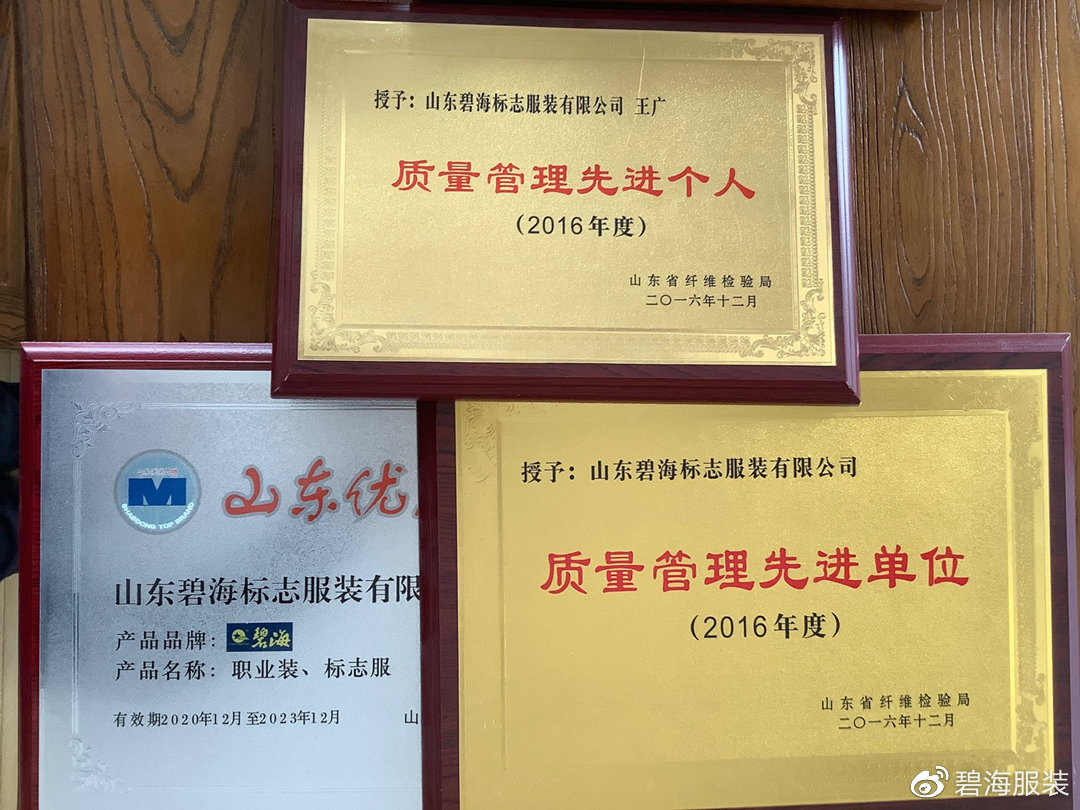 授予：山东碧海标志服装有限公司 王广
质量管理先进个人
（2016年度）
山东省纤维检验局
二〇一六年十二月
M
SHANDONG TOP BRAND
山东优
山东碧海标志服装有限
产品品牌：碧海
产品名称：职业装、标志服
有效期2020年12月至2023年12月 山
授予：山东碧海标志服装有限公司
质量管理先进单位
（2016年度）
山东省纤维检验局
二〇一六年十二月
碧海服装